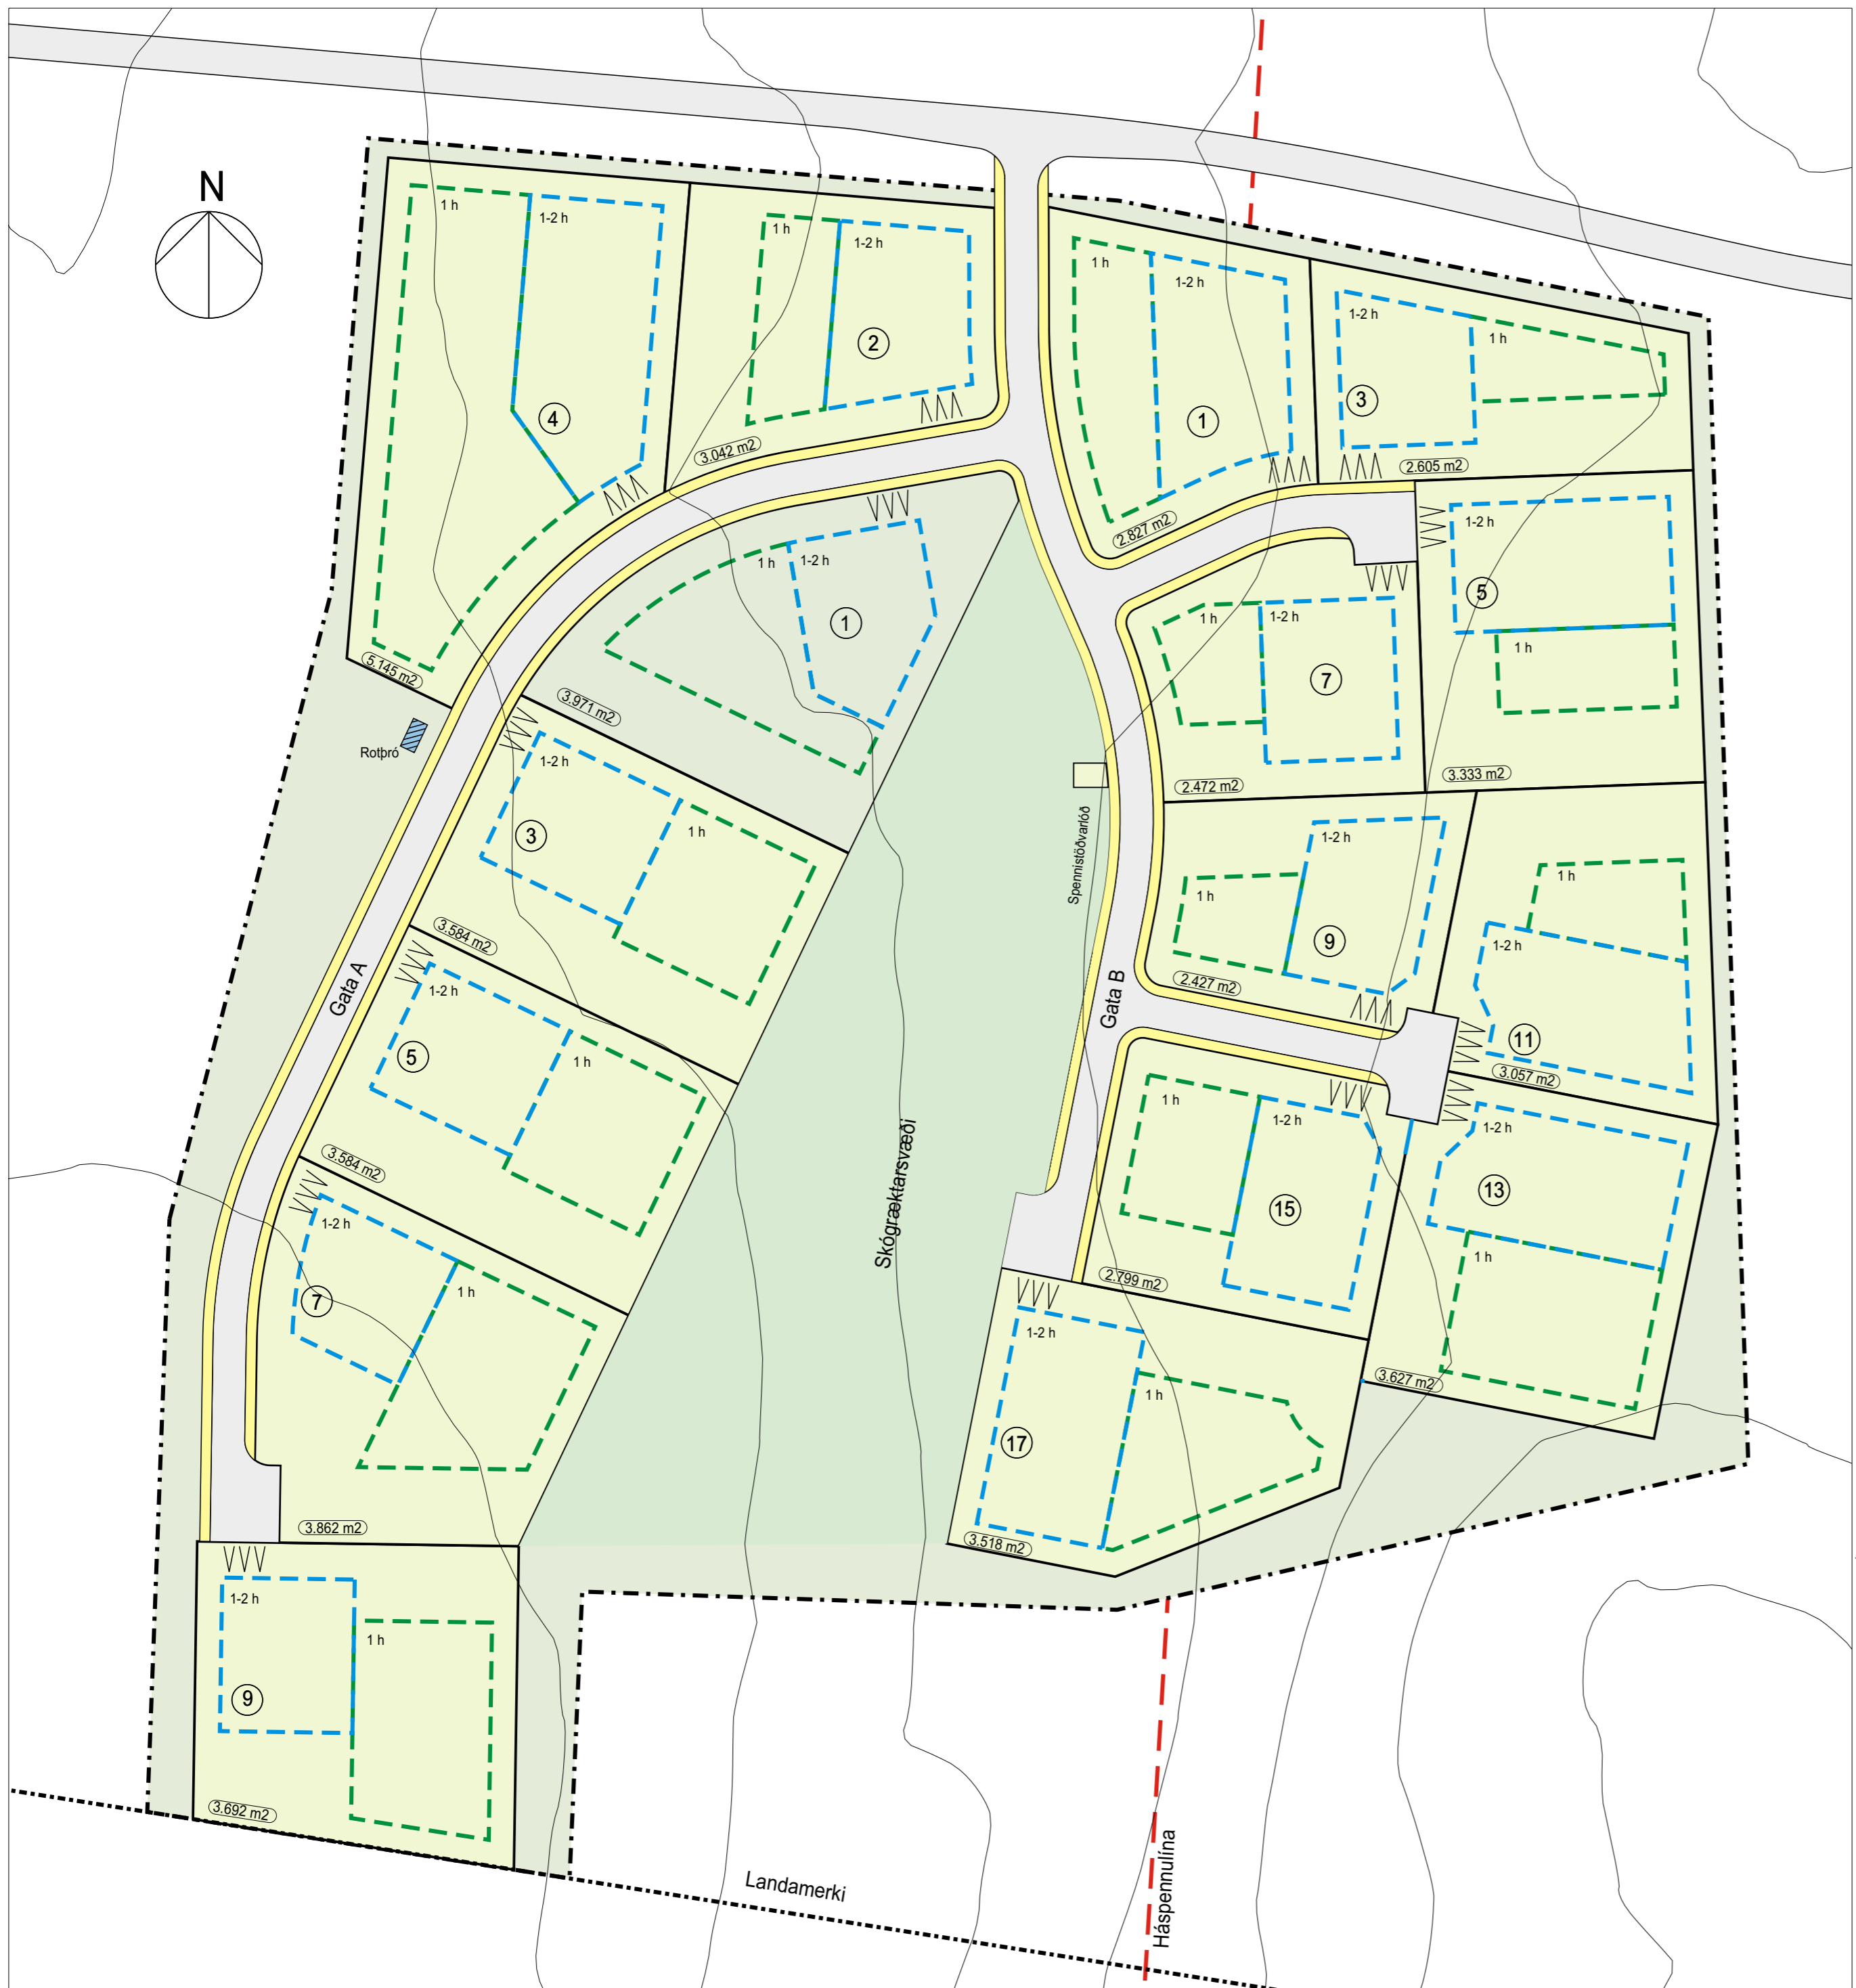 N
1 h
1-2 h
4
5.145 m2
1 h
1-2 h
2
3.042 m2
1 h
1-2 h
1
2.827 m2
1-2 h
1 h
3
2.605 m2
1-2 h
5
1 h
3.333 m2
1 h
1-2 h
7
2.472 m2
1 h
1-2 h
1
3.971 m2
Rotþró
1-2 h
1 h
3
3.584 m2
Spennistöðvarlóð
1-2 h
1 h
9
2.427 m2
1 h
1-2 h
11
3.057 m2
Gata A
Gata B
1-2 h
1 h
5
3.584 m2
Skógræktarsvæði
1 h
1-2 h
15
2.799 m2
1-2 h
13
1 h
3.627 m2
1-2 h
1 h
7
3.862 m2
1-2 h
1 h
17
3.518 m2
1-2 h
1 h
9
3.692 m2
Landamerki
Háspennulína